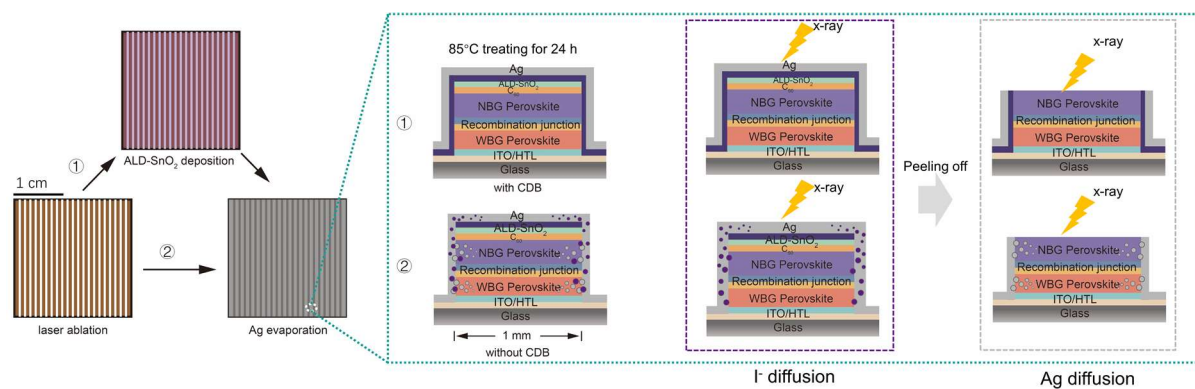 ①
ALD-SnO₂ deposition
1 cm
②
laser ablation
Ag evaporation
85°C treating for 24 h
①
Ag
ALD-SnO₂
C₆₀
NBG Perovskite
Recombination junction
WBG Perovskite
ITO/HTL
Glass
with CDB
②
Ag
ALD-SnO₂
C₆₀
NBG Perovskite
Recombination junction
WBG Perovskite
ITO/HTL
Glass
1 mm
without CDB
x-ray
Ag
ALD-SnO₂
C₆₀
NBG Perovskite
Recombination junction
WBG Perovskite
ITO/HTL
Glass
x-ray
Ag
ALD-SnO₂
C₆₀
NBG Perovskite
Recombination junction
WBG Perovskite
ITO/HTL
Glass
I⁻ diffusion
Peeling off
x-ray
NBG Perovskite
Recombination junction
WBG Perovskite
ITO/HTL
Glass
x-ray
NBG Perovskite
Recombination junction
WBG Perovskite
ITO/HTL
Glass
Ag diffusion